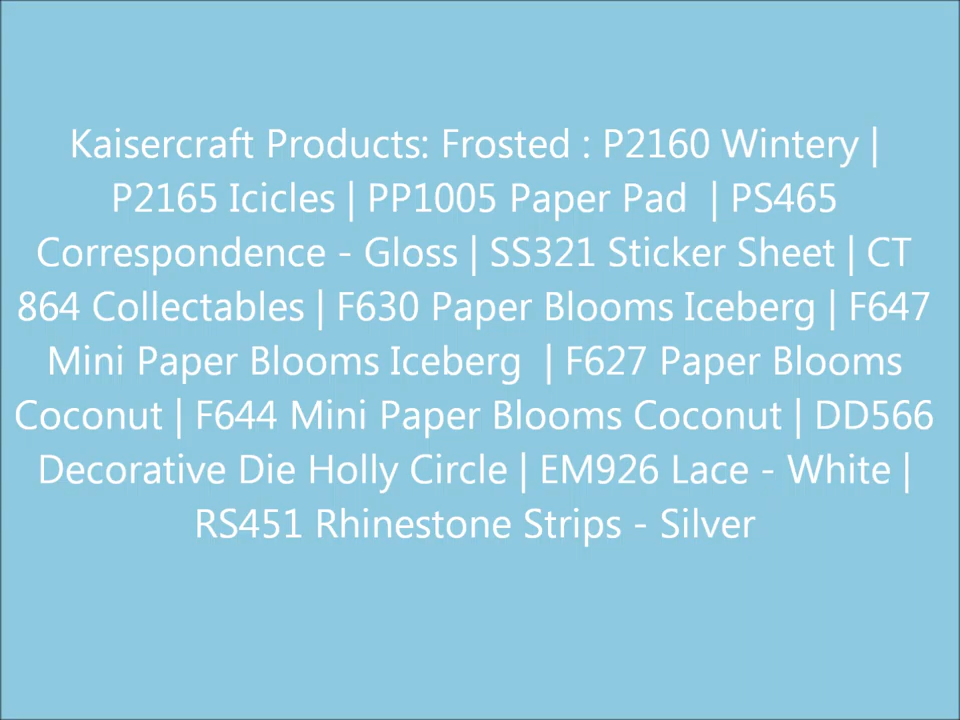 Kaisercraft Products: Frosted : P2160 Wintery |
P2165 Icicles | PP1005 Paper Pad  | PS465
Correspondence - Gloss | SS321 Sticker Sheet | CT
864 Collectables | F630 Paper Blooms Iceberg | F647
Mini Paper Blooms Iceberg  | F627 Paper Blooms
Coconut | F644 Mini Paper Blooms Coconut | DD566
Decorative Die Holly Circle | EM926 Lace - White |
RS451 Rhinestone Strips - Silver